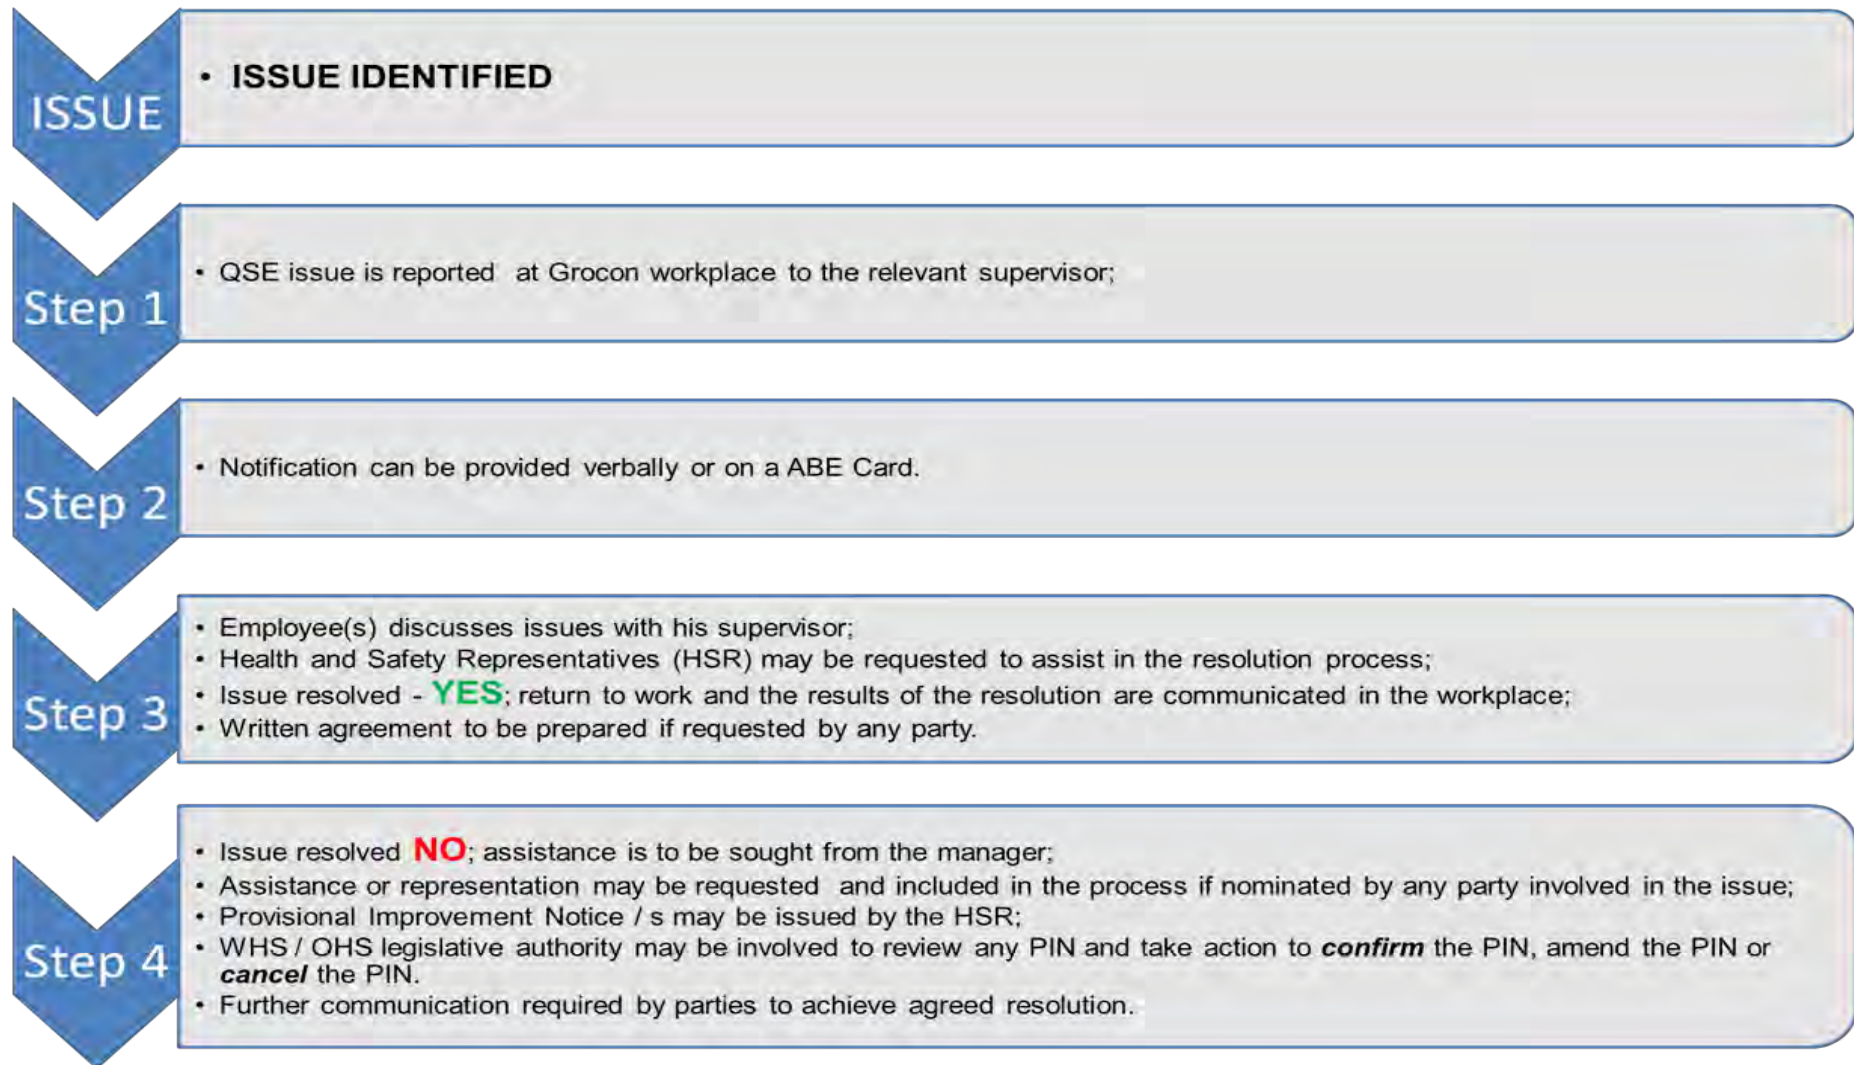 ISSUE
• ISSUE IDENTIFIED
Step 1
• QSE issue is reported at Grocon workplace to the relevant supervisor;
Step 2
• Notification can be provided verbally or on a ABE Card.
Step 3
• Employee(s) discusses issues with his supervisor;
• Health and Safety Representatives (HSR) may be requested to assist in the resolution process;
• Issue resolved - YES; return to work and the results of the resolution are communicated in the workplace;
• Written agreement to be prepared if requested by any party.
Step 4
• Issue resolved NO; assistance is to be sought from the manager;
• Assistance or representation may be requested and included in the process if nominated by any party involved in the issue;
• Provisional Improvement Notice / s may be issued by the HSR;
• WHS / OHS legislative authority may be involved to review any PIN and take action to confirm the PIN, amend the PIN or
cancel the PIN.
• Further communication required by parties to achieve agreed resolution.